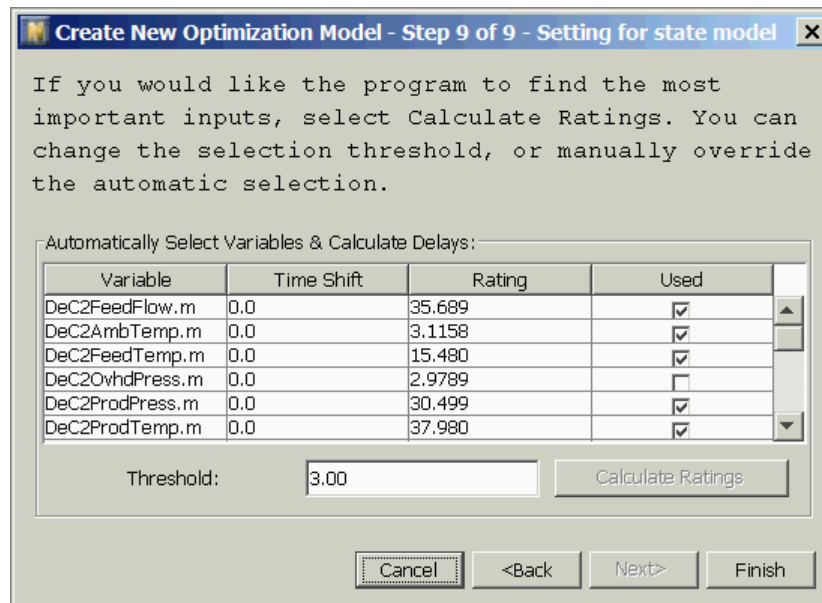 Create New Optimization Model - Step 9 of 9 - Setting for state model
If you would like the program to find the most
important inputs, select Calculate Ratings. You can
change the selection threshold, or manually override
the automatic selection.
Automatically Select Variables & Calculate Delays:
Variable Time Shift Rating Used
DeC2FeedFlow.m 0.0 35.689
DeC2AmbTemp.m 0.0 3.1158
DeC2FeedTemp.m 0.0 15.480
DeC2OvhdPress.m 0.0 2.9789
DeC2ProdPress.m 0.0 30.499
DeC2ProdTemp.m 0.0 37.980
Threshold: 3.00 Calculate Ratings
Cancel <Back Next> Finish